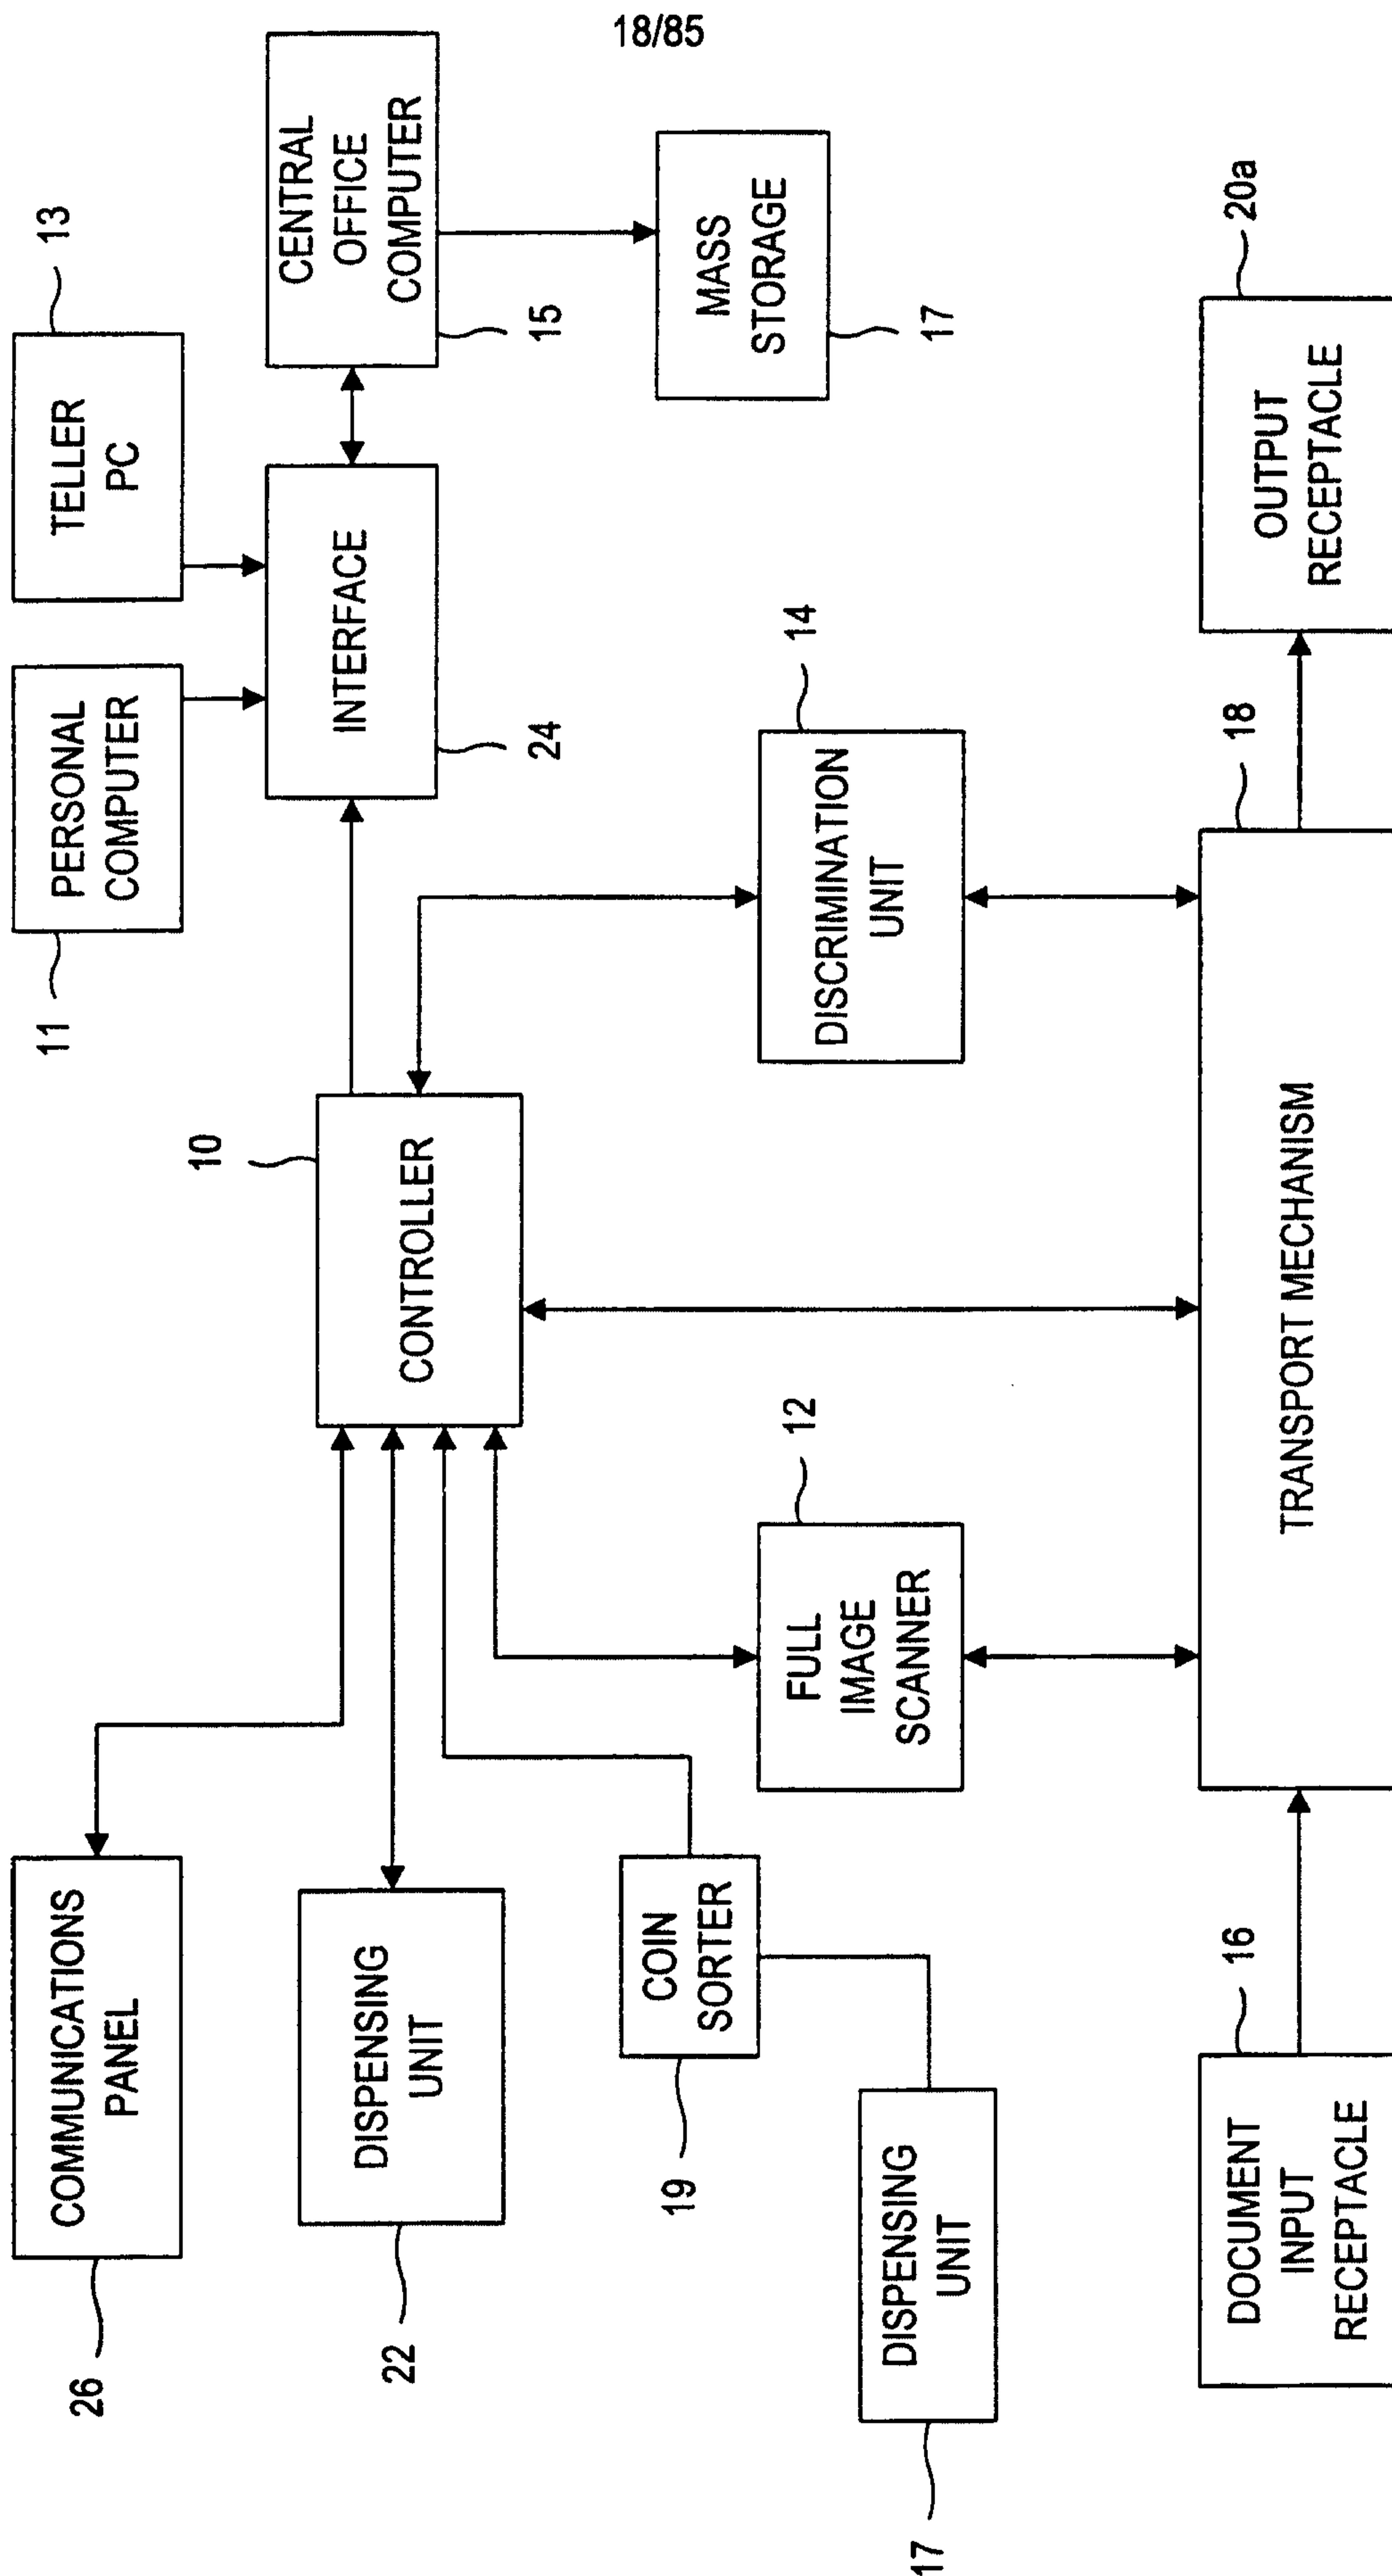 18/85
COMMUNICATIONS
PANEL
26
DISPENSING
UNIT
22
COIN
SORTER
19
DISPENSING
UNIT
17
DOCUMENT
INPUT
RECEPTACLE
16
FULL
IMAGE
SCANNER
12
CONTROLLER
10
TRANSPORT MECHANISM
18
DISCRIMINATION
UNIT
14
PERSONAL
COMPUTER
11
TELLER
PC
13
INTERFACE
24
CENTRAL
OFFICE
COMPUTER
15
MASS
STORAGE
17
OUTPUT
RECEPTACLE
20a